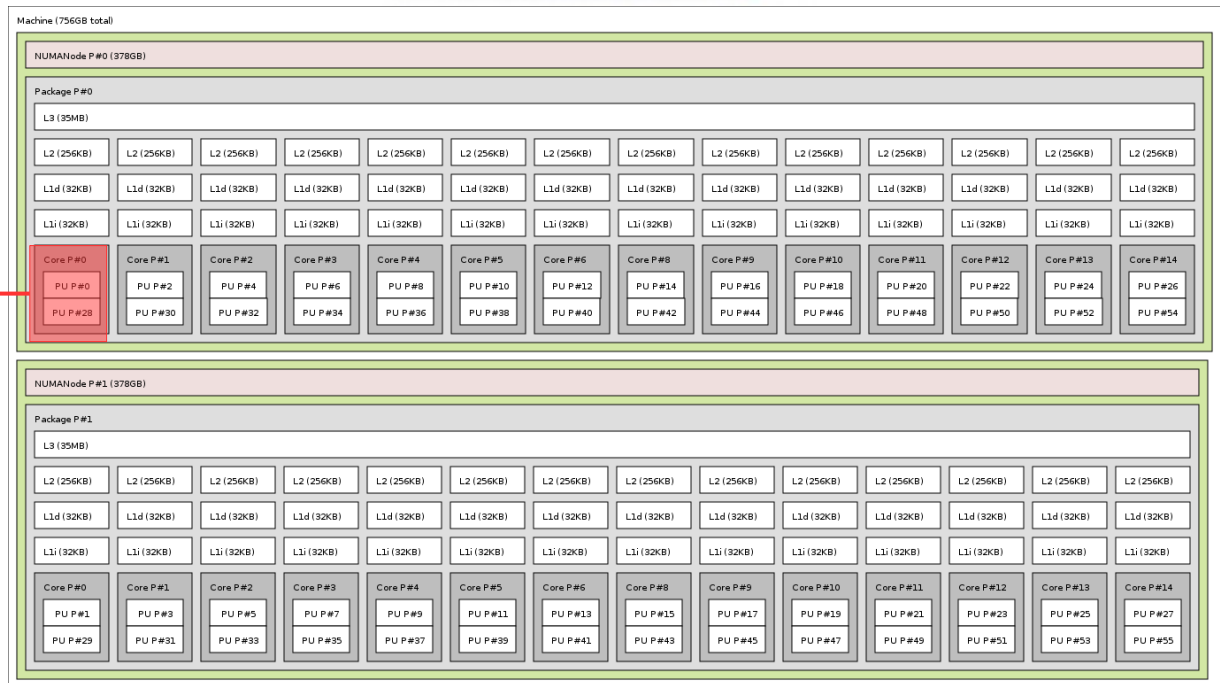 Machine (756GB total)
NUMANode P#0 (378GB)
Package P#0
L3 (35MB)
L2 (256KB) L2 (256KB) L2 (256KB) L2 (256KB) L2 (256KB) L2 (256KB) L2 (256KB) L2 (256KB) L2 (256KB) L2 (256KB) L2 (256KB) L2 (256KB) L2 (256KB) L2 (256KB)
L1d (32KB) L1d (32KB) L1d (32KB) L1d (32KB) L1d (32KB) L1d (32KB) L1d (32KB) L1d (32KB) L1d (32KB) L1d (32KB) L1d (32KB) L1d (32KB) L1d (32KB) L1d (32KB)
L1i (32KB) L1i (32KB) L1i (32KB) L1i (32KB) L1i (32KB) L1i (32KB) L1i (32KB) L1i (32KB) L1i (32KB) L1i (32KB) L1i (32KB) L1i (32KB) L1i (32KB) L1i (32KB)
Core P#0 Core P#1 Core P#2 Core P#3 Core P#4 Core P#5 Core P#6 Core P#8 Core P#9 Core P#10 Core P#11 Core P#12 Core P#13 Core P#14
PU P#0 PU P#2 PU P#4 PU P#6 PU P#8 PU P#10 PU P#12 PU P#14 PU P#16 PU P#18 PU P#20 PU P#22 PU P#24 PU P#26
PU P#28 PU P#30 PU P#32 PU P#34 PU P#36 PU P#38 PU P#40 PU P#42 PU P#44 PU P#46 PU P#48 PU P#50 PU P#52 PU P#54
NUMANode P#1 (378GB)
Package P#1
L3 (35MB)
L2 (256KB) L2 (256KB) L2 (256KB) L2 (256KB) L2 (256KB) L2 (256KB) L2 (256KB) L2 (256KB) L2 (256KB) L2 (256KB) L2 (256KB) L2 (256KB) L2 (256KB) L2 (256KB)
L1d (32KB) L1d (32KB) L1d (32KB) L1d (32KB) L1d (32KB) L1d (32KB) L1d (32KB) L1d (32KB) L1d (32KB) L1d (32KB) L1d (32KB) L1d (32KB) L1d (32KB) L1d (32KB)
L1i (32KB) L1i (32KB) L1i (32KB) L1i (32KB) L1i (32KB) L1i (32KB) L1i (32KB) L1i (32KB) L1i (32KB) L1i (32KB) L1i (32KB) L1i (32KB) L1i (32KB) L1i (32KB)
Core P#0 Core P#1 Core P#2 Core P#3 Core P#4 Core P#5 Core P#6 Core P#8 Core P#9 Core P#10 Core P#11 Core P#12 Core P#13 Core P#14
PU P#1 PU P#3 PU P#5 PU P#7 PU P#9 PU P#11 PU P#13 PU P#15 PU P#17 PU P#19 PU P#21 PU P#23 PU P#25 PU P#27
PU P#29 PU P#31 PU P#33 PU P#35 PU P#37 PU P#39 PU P#41 PU P#43 PU P#45 PU P#47 PU P#49 PU P#51 PU P#53 PU P#55